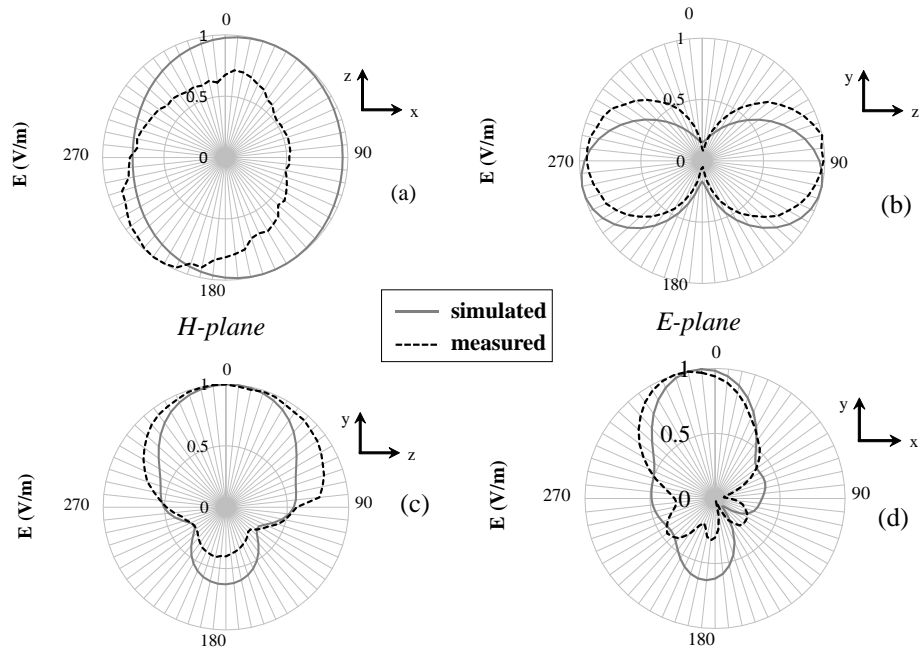 0
1
0.5
0
270
90
180
E (V/m)
z
x
(a)
0
1
0.5
0
270
90
180
E (V/m)
y
z
(b)
H-plane
simulated
measured
E-plane
0
1
0.5
0
270
90
180
E (V/m)
y
z
(c)
0
1
0.5
0
270
90
180
E (V/m)
y
x
(d)